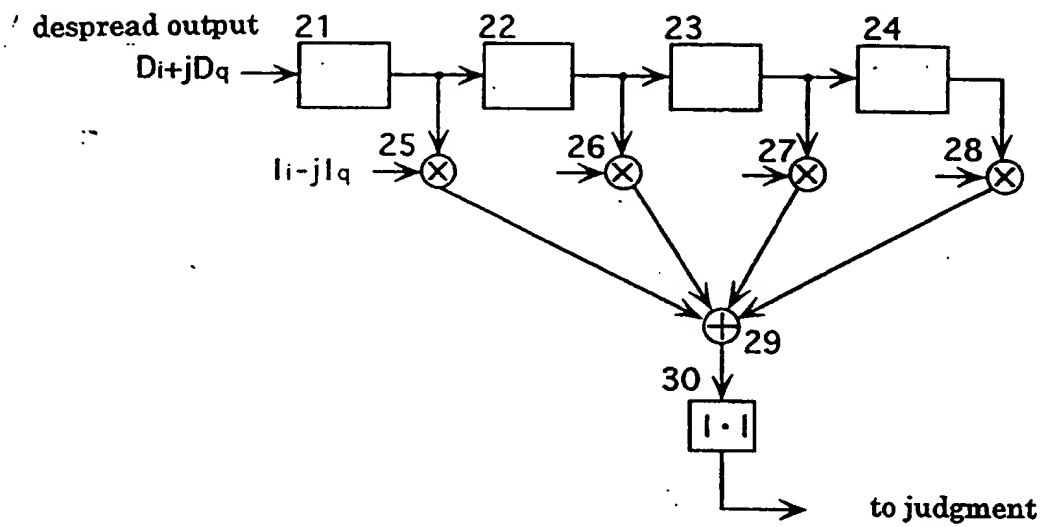 despread output
21
22
23
24
Di+jDq
25
26
27
28
Ii-jIq
29
30
|·|
to judgment